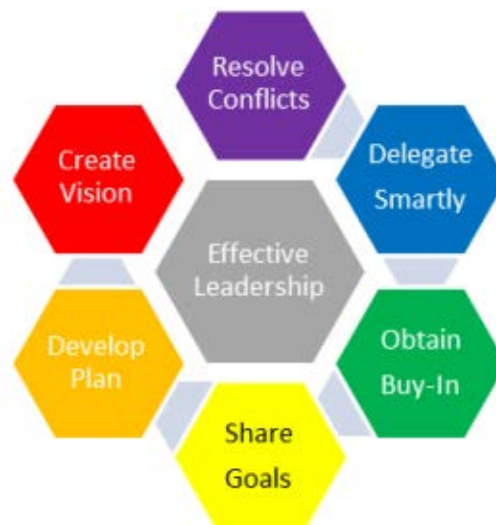 Resolve
Conflicts
Delegate
Smartly
Obtain
Buy-In
Share
Goals
Develop
Plan
Create
Vision
Effective
Leadership